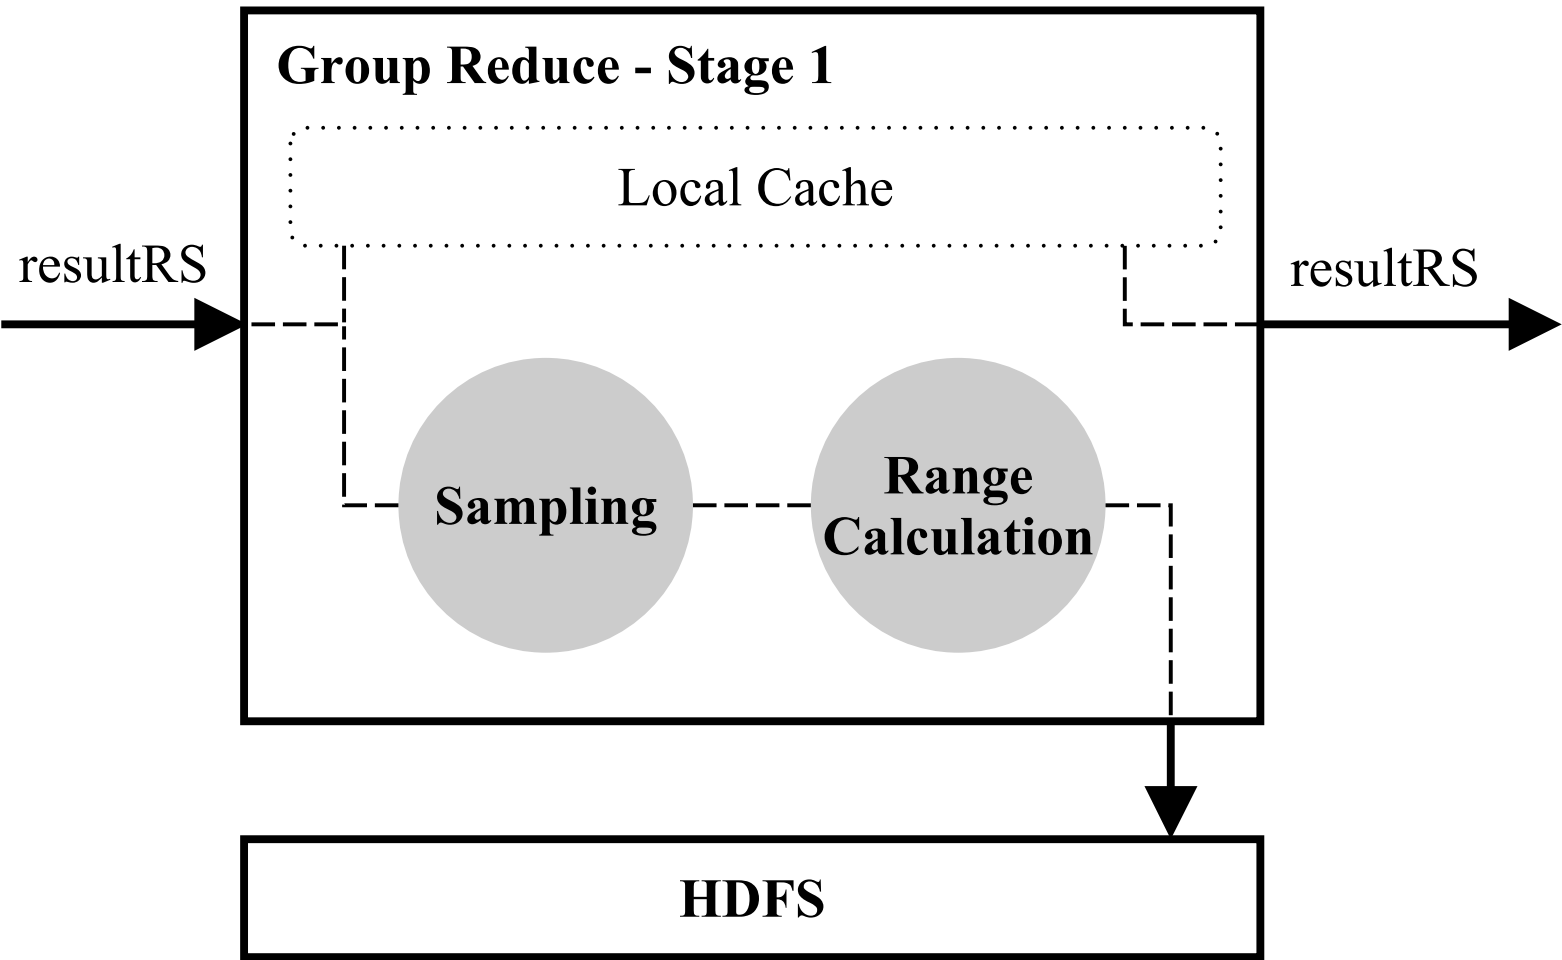 Group Reduce - Stage 1
Local Cache
resultRS
resultRS
Sampling
Range
Calculation
HDFS